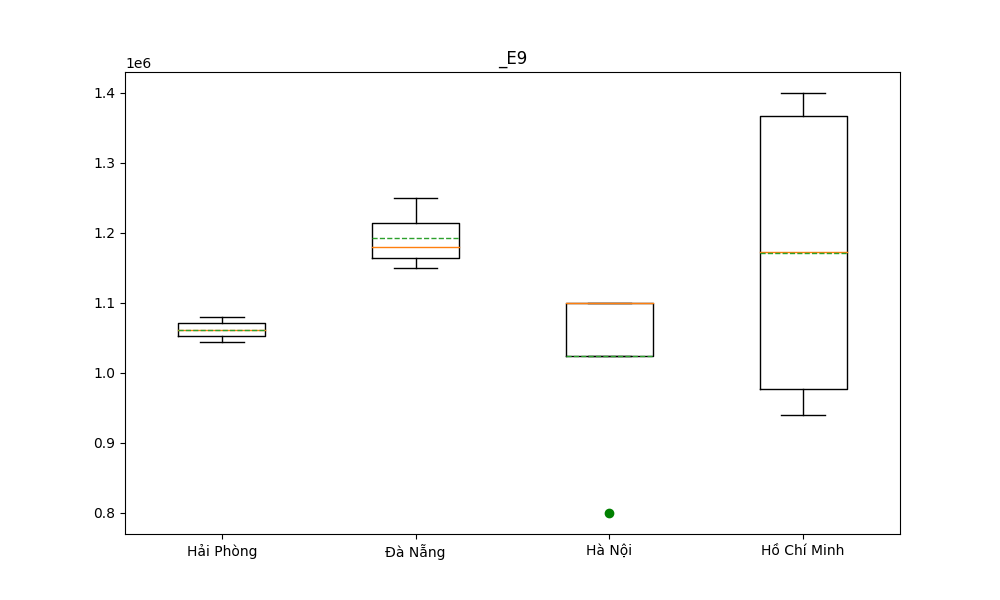 _E9
1e6
1.4
1.3
1.2
1.1
1.0
0.9
0.8
Hải Phòng
Đà Nẵng
Hà Nội
Hồ Chí Minh